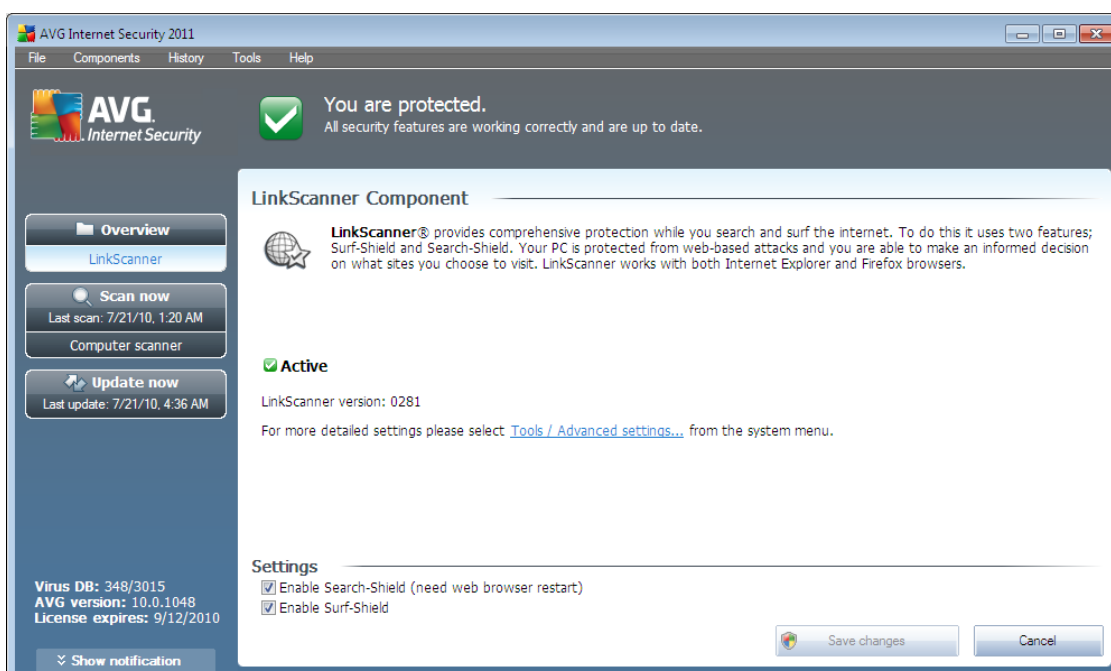 AVG Internet Security 2011
File Components History Tools Help
AVG.
Internet Security
You are protected.
All security features are working correctly and are up to date.
Overview
LinkScanner
Scan now
Last scan: 7/21/10, 1:20 AM
Computer scanner
Update now
Last update: 7/21/10, 4:36 AM
Virus DB: 348/3015
AVG version: 10.0.1048
License expires: 9/12/2010
Show notification
LinkScanner Component
LinkScanner® provides comprehensive protection while you search and surf the internet. To do this it uses two features;
Surf-Shield and Search-Shield. Your PC is protected from web-based attacks and you are able to make an informed decision
on what sites you choose to visit. LinkScanner works with both Internet Explorer and Firefox browsers.
Active
LinkScanner version: 0281
For more detailed settings please select Tools / Advanced settings... from the system menu.
Settings
Enable Search-Shield (need web browser restart)
Enable Surf-Shield
Save changes
Cancel